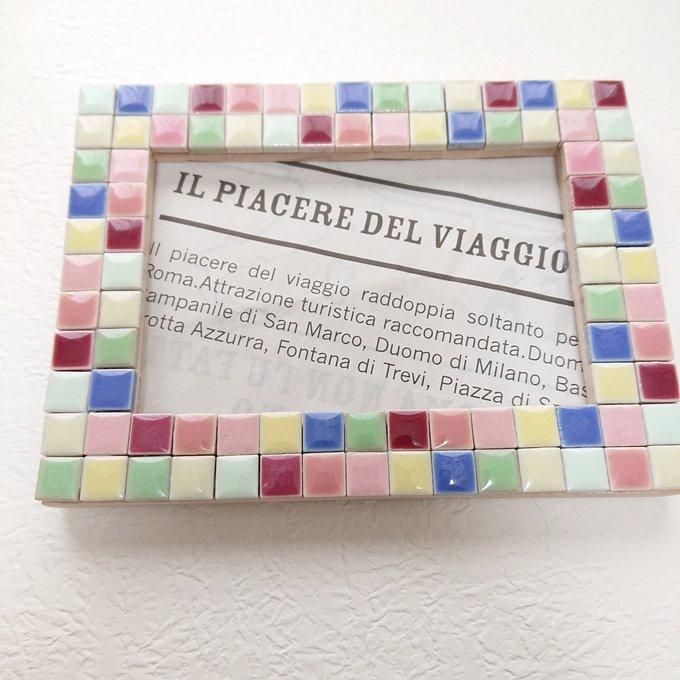 IL PIACERE DEL VIAGGIO
Il piacere del viaggio raddoppia soltanto pe
Roma.Attrazione turistica raccomandata.Duom
ampanile di San Marco, Duomo di Milano, Bas
rotta Azzurra, Fontana di Trevi, Piazza di S